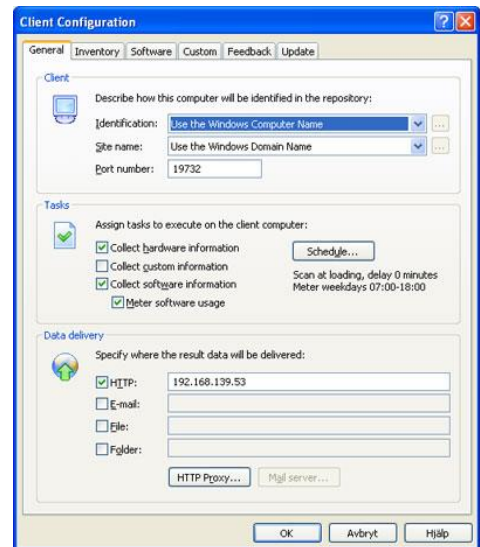 Client Configuration
General Inventory Software Custom Feedback Update
Client
Describe how this computer will be identified in the repository:
Identification: Use the Windows Computer Name ...
Site name: Use the Windows Domain Name ...
Port number: 19732
Tasks
Assign tasks to execute on the client computer:
Collect hardware information
Schedule...
Collect custom information
Scan at loading, delay 0 minutes
Collect software information
Meter weekdays 07:00-18:00
Meter software usage
Data delivery
Specify where the result data will be delivered:
HTTP: 192.168.139.53
E-mail:
File:
Folder:
HTTP Proxy... Mail server...
OK Avbryt Hjälp